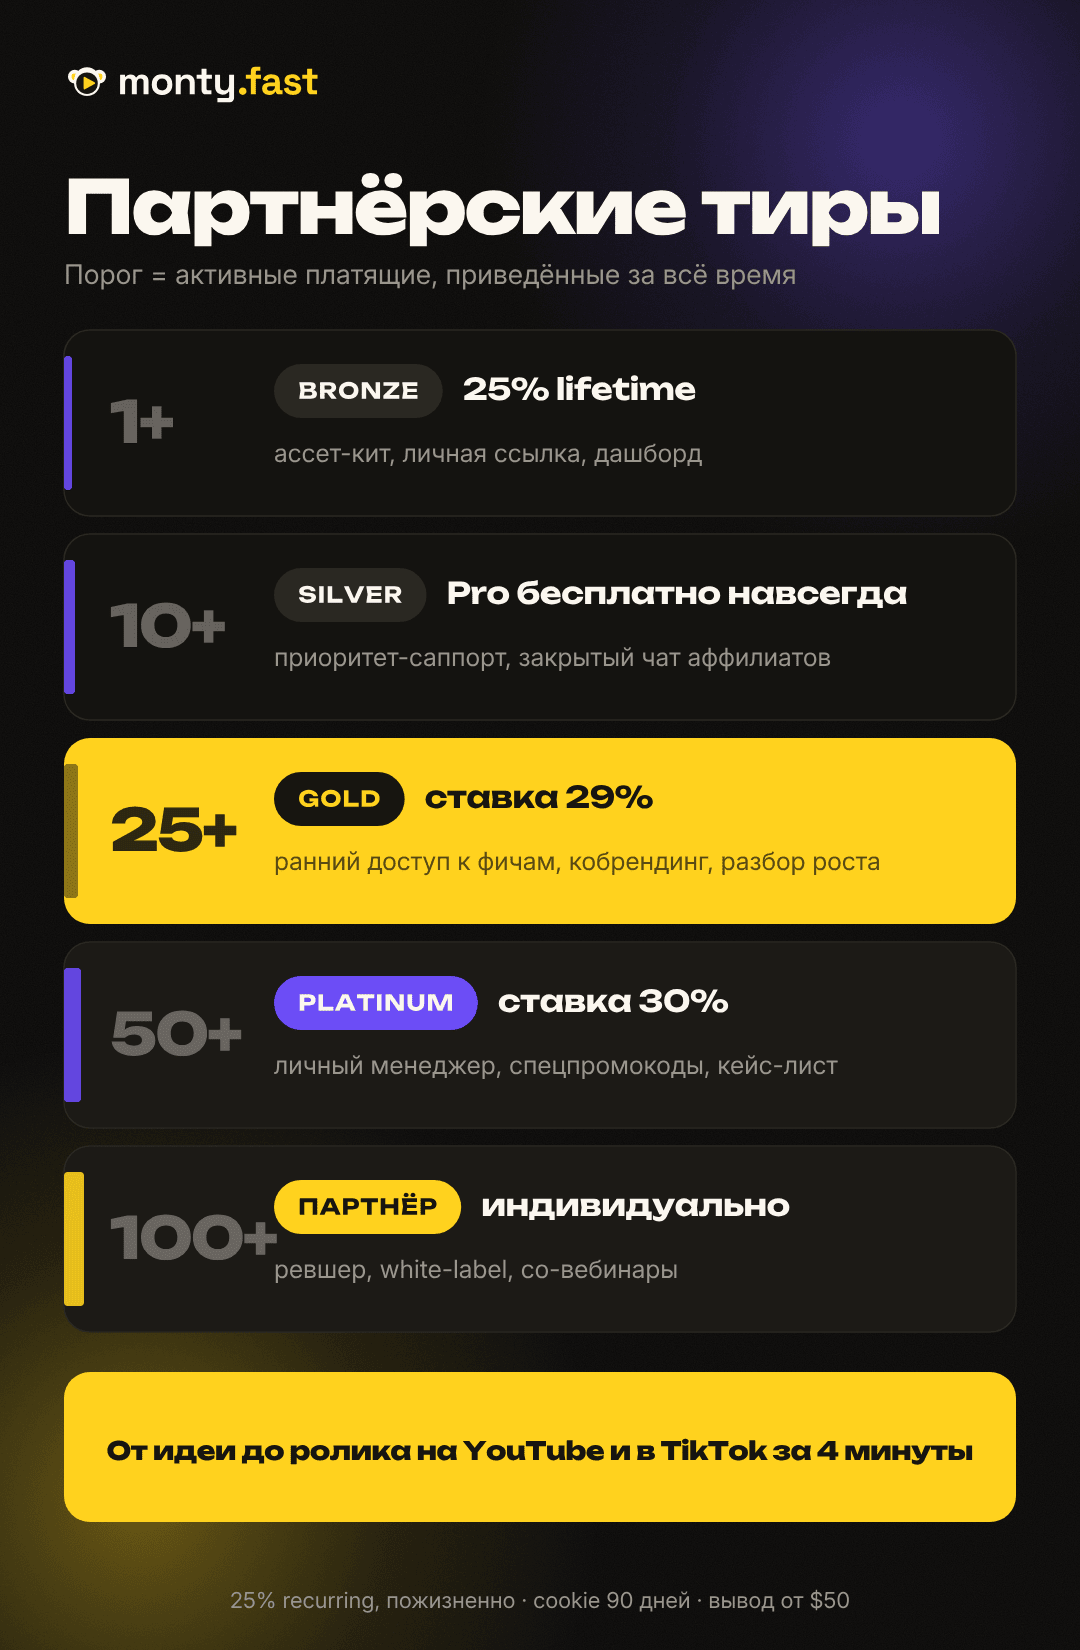 monty.fast
Партнёрские тиры
Порог = активные платящие, приведённые за всё время
1+
BRONZE 25% lifetime
ассет-кит, личная ссылка, дашборд
10+
SILVER Pro бесплатно навсегда
приоритет-саппорт, закрытый чат аффилиатов
25+
GOLD ставка 29%
ранний доступ к фичам, кобрендинг, разбор роста
50+
PLATINUM ставка 30%
личный менеджер, спецпромокоды, кейс-лист
100+
ПАРТНЁР индивидуально
ревшер, white-label, со-вебинары
От идеи до ролика на YouTube и в TikTok за 4 минуты
25% recurring, пожизненно · cookie 90 дней · вывод от $50